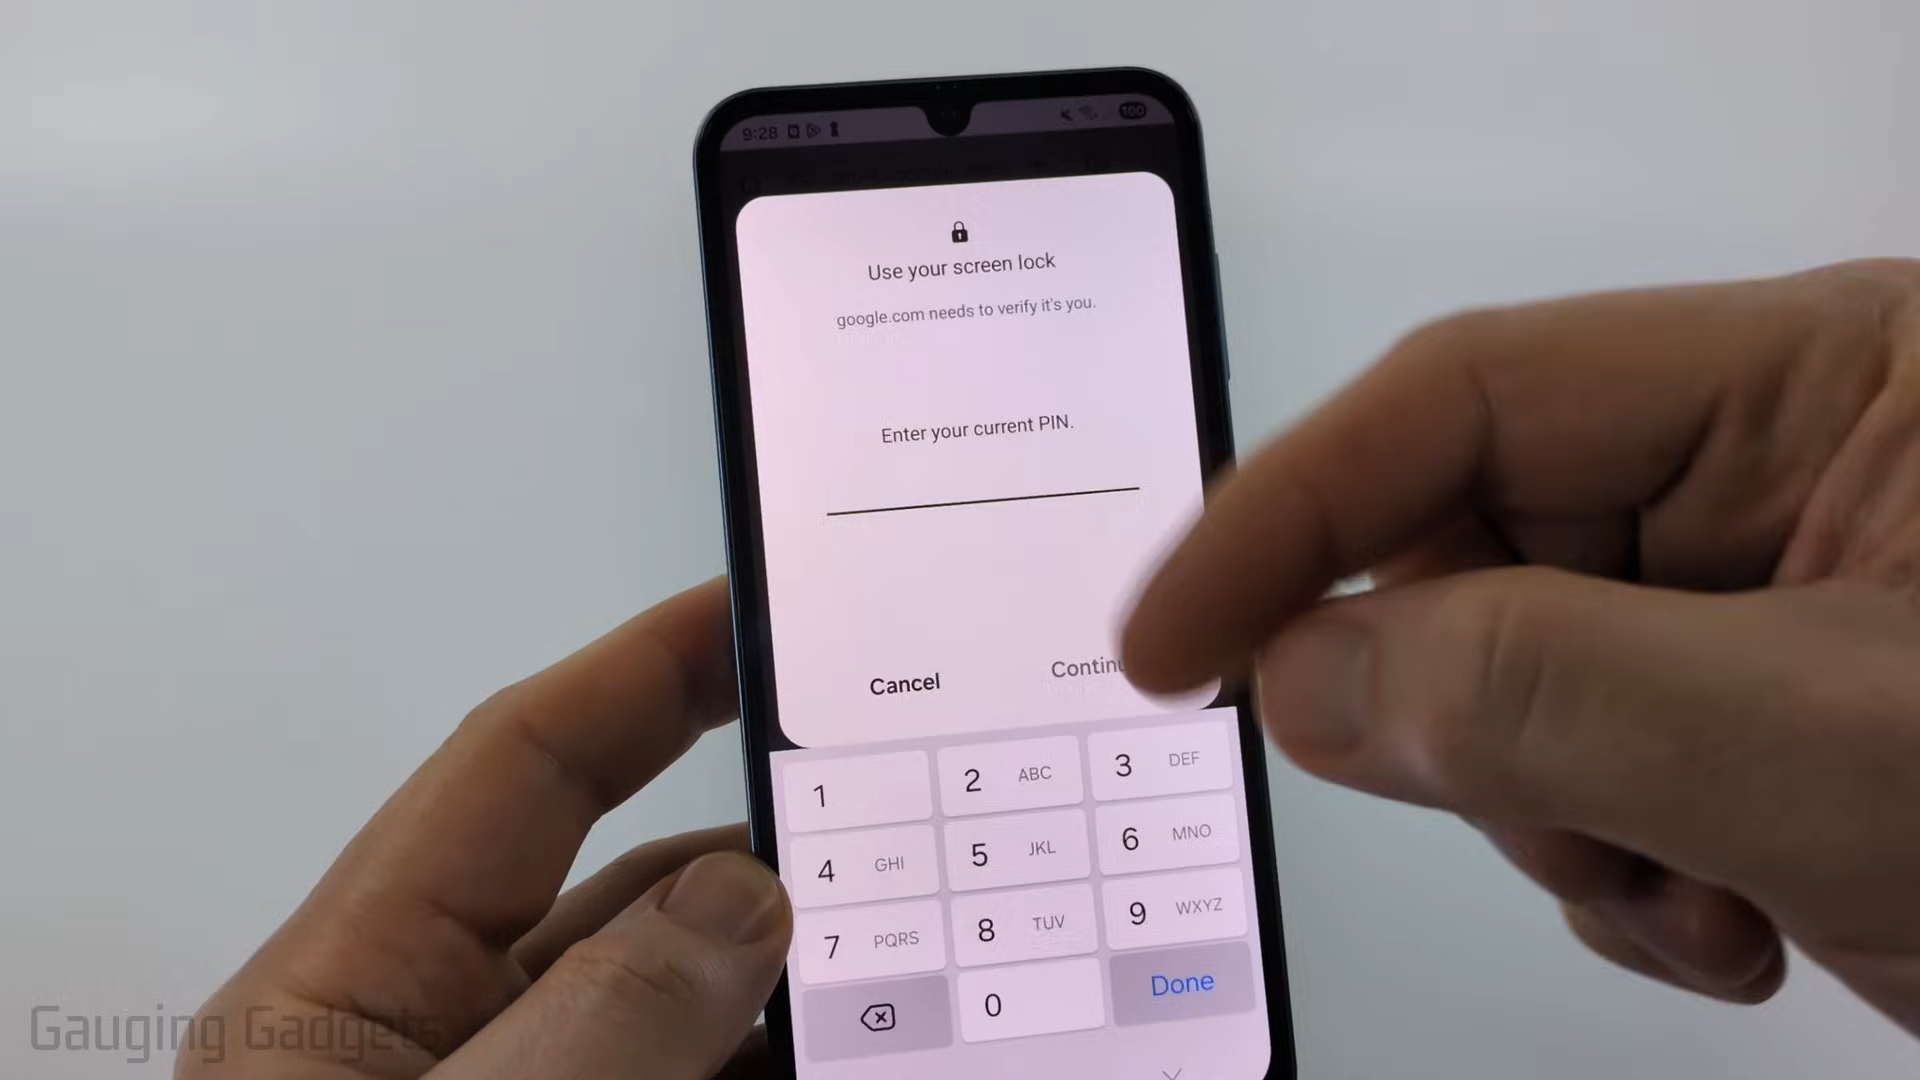 9:28
100
Use your screen lock
google.com needs to verify it's you.
Enter your current PIN.
Cancel
1
2 ABC
3 DEF
4 GHI
5 JKL
6 MNO
7 PQRS
8 TUV
9 WXYZ
0
Done
Gauging Gadgets